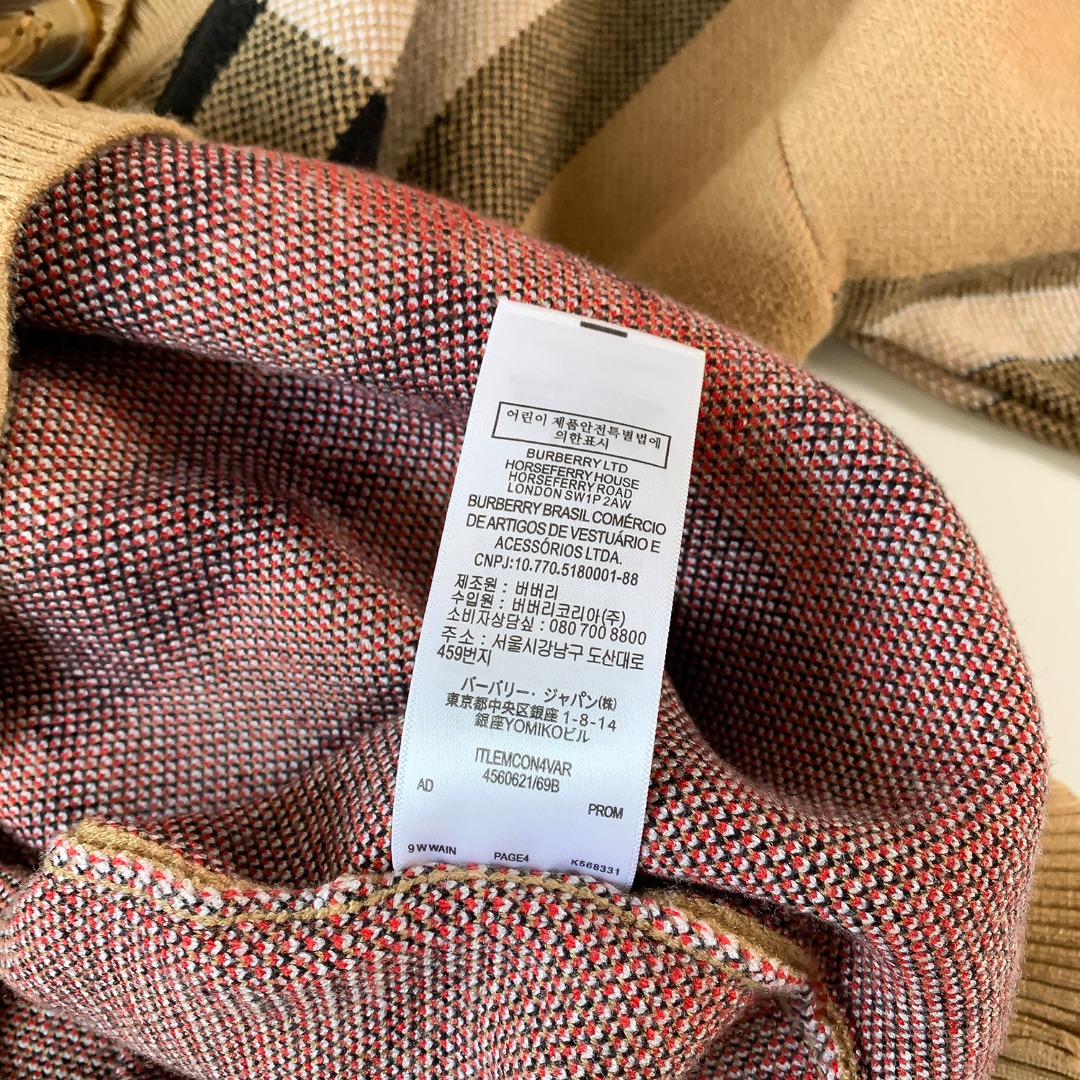 어린이 제품안전특별법에
의한표시
BURBERRY LTD
HORSEFERRY HOUSE
HORSEFERRY ROAD
LONDON SW1P 2AW
BURBERRY BRASIL COMÉRCIO
DE ARTIGOS DE VESTUÁRIO E
ACESSÓRIOS LTDA.
CNPJ:10.770.5180001-88
제조원 : 버버리
수입원 : 버버리코리아(주)
소비자상담실 : 080 700 8800
주소 : 서울시강남구 도산대로
459번지
バーバリー・ジャパン(株)
東京都中央区銀座 1-8-14
銀座YOMIKOビル
ITLEMCON4VAR
4560621/69B
AD
PROM
9WWAIN PAGE4 K568331